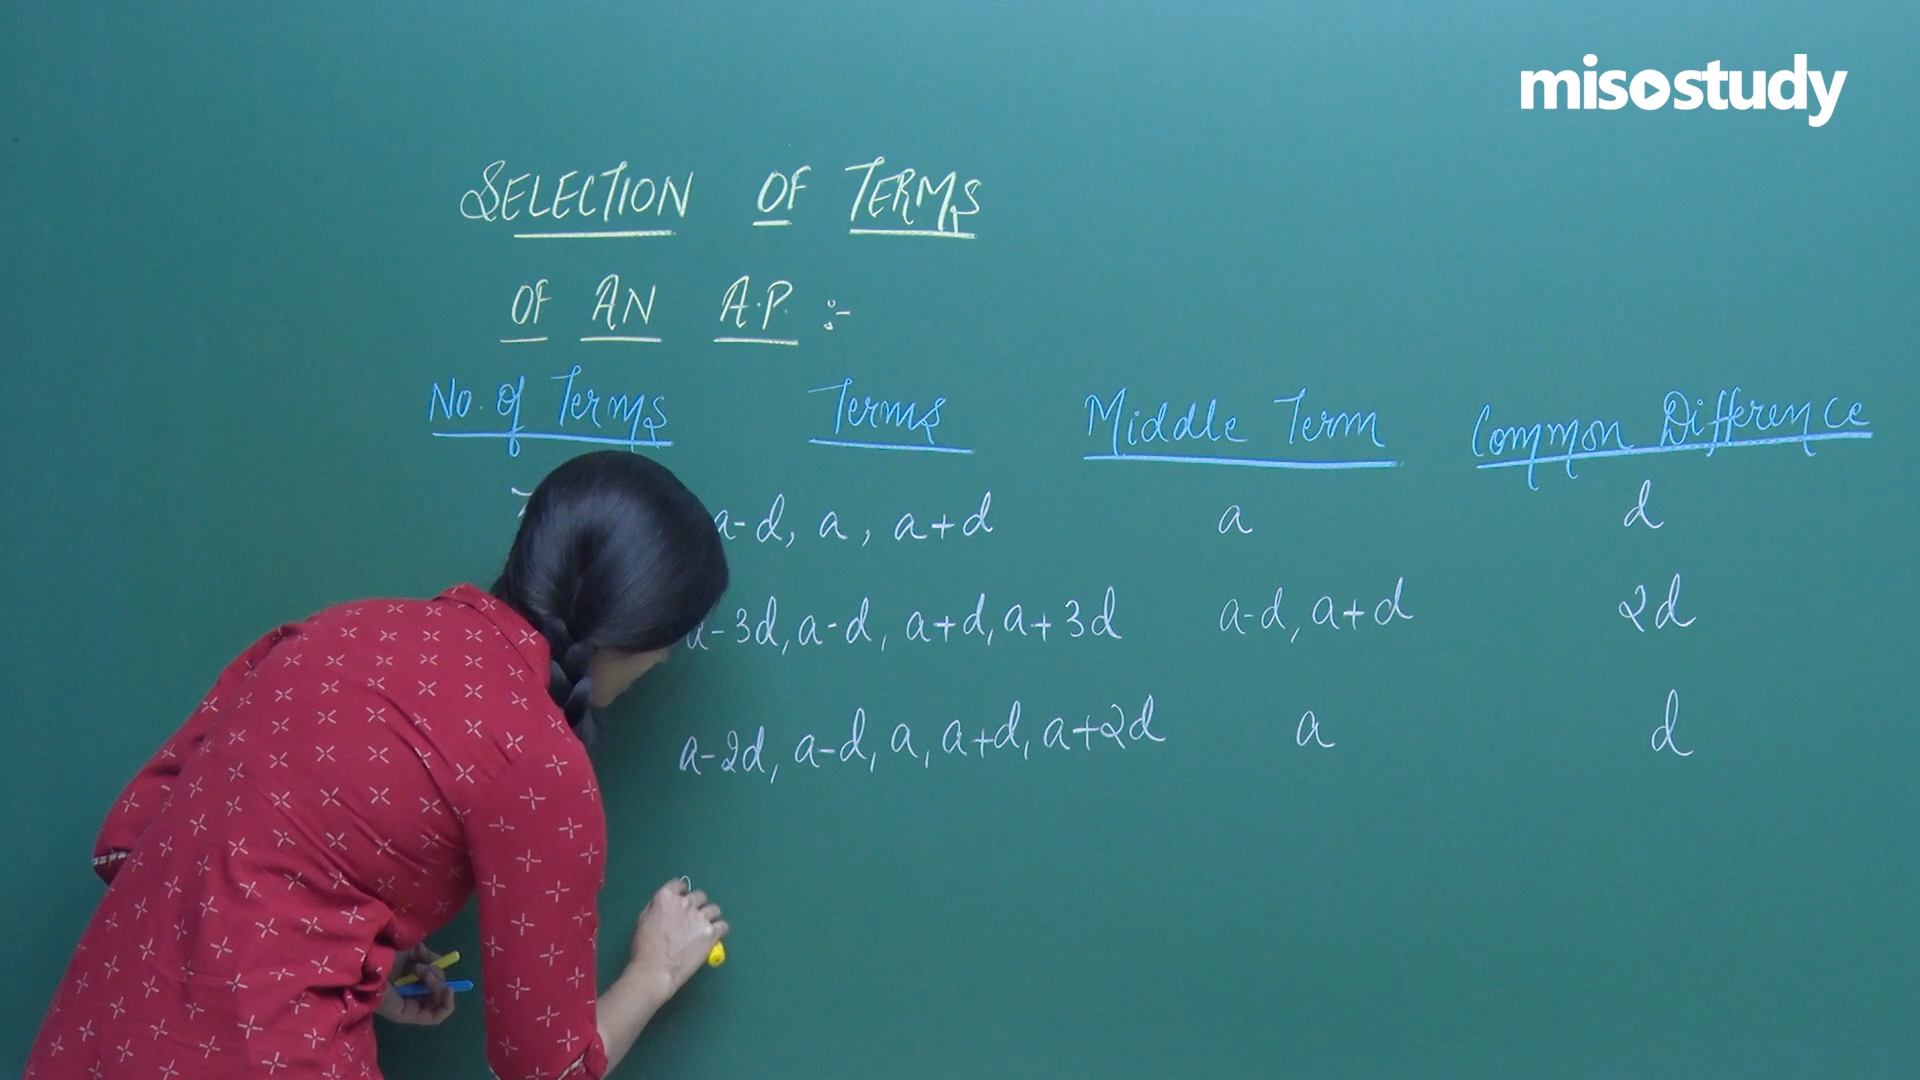 misostudy
SELECTION OF TERMS
OF AN A.P. :-
No. of Terms Terms Middle Term Common Difference
a-d, a, a+d a d
a-3d, a-d, a+d, a+3d a-d, a+d 2d
a-2d, a-d, a, a+d, a+2d a d